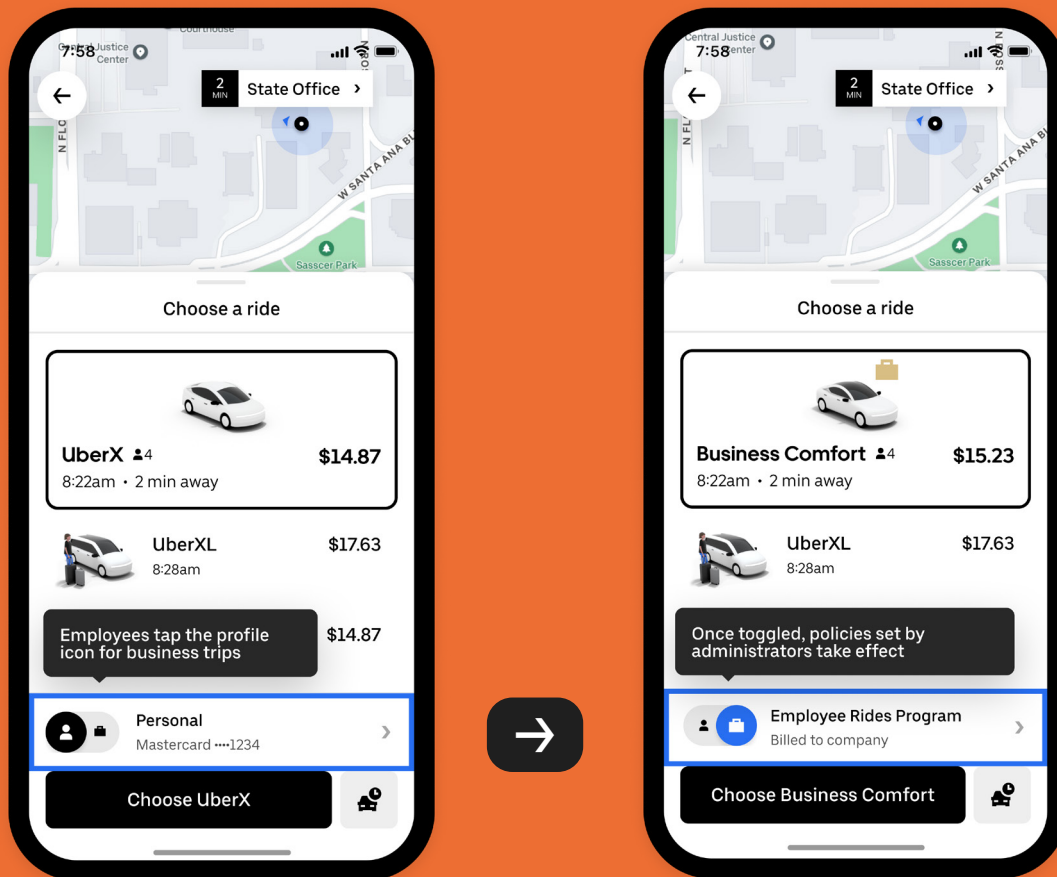 Courthouse
Central Justice
Center
7:58
2
MIN
State Office
N FLO
W SANTA ANA BL
Sasscer Park
Choose a ride
UberX 4
$14.87
8:22am • 2 min away
UberXL
$17.63
8:28am
Employees tap the profile
icon for business trips
$14.87
Personal
Mastercard ••••1234
Choose UberX
Central Justice
Center
7:58
2
MIN
State Office
N FL
W SANTA ANA BL
Sasscer Park
Choose a ride
Business Comfort 4
$15.23
8:22am • 2 min away
UberXL
$17.63
8:28am
Once toggled, policies set by
administrators take effect
Employee Rides Program
Billed to company
Choose Business Comfort